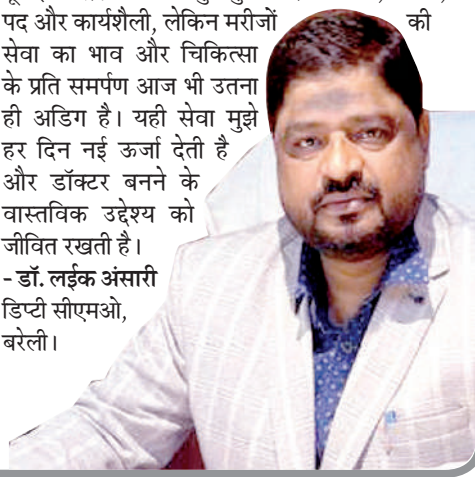 पद और कार्यशैली, लेकिन मरीजों की
सेवा का भाव और चिकित्सा
के प्रति समर्पण आज भी उतना
ही अडिग है। यही सेवा मुझे
हर दिन नई ऊर्जा देती है
और डॉक्टर बनने के
वास्तविक उद्देश्य को
जीवित रखती है।
- डॉ. लईक अंसारी
डिप्टी सीएमओ,
बरेली।